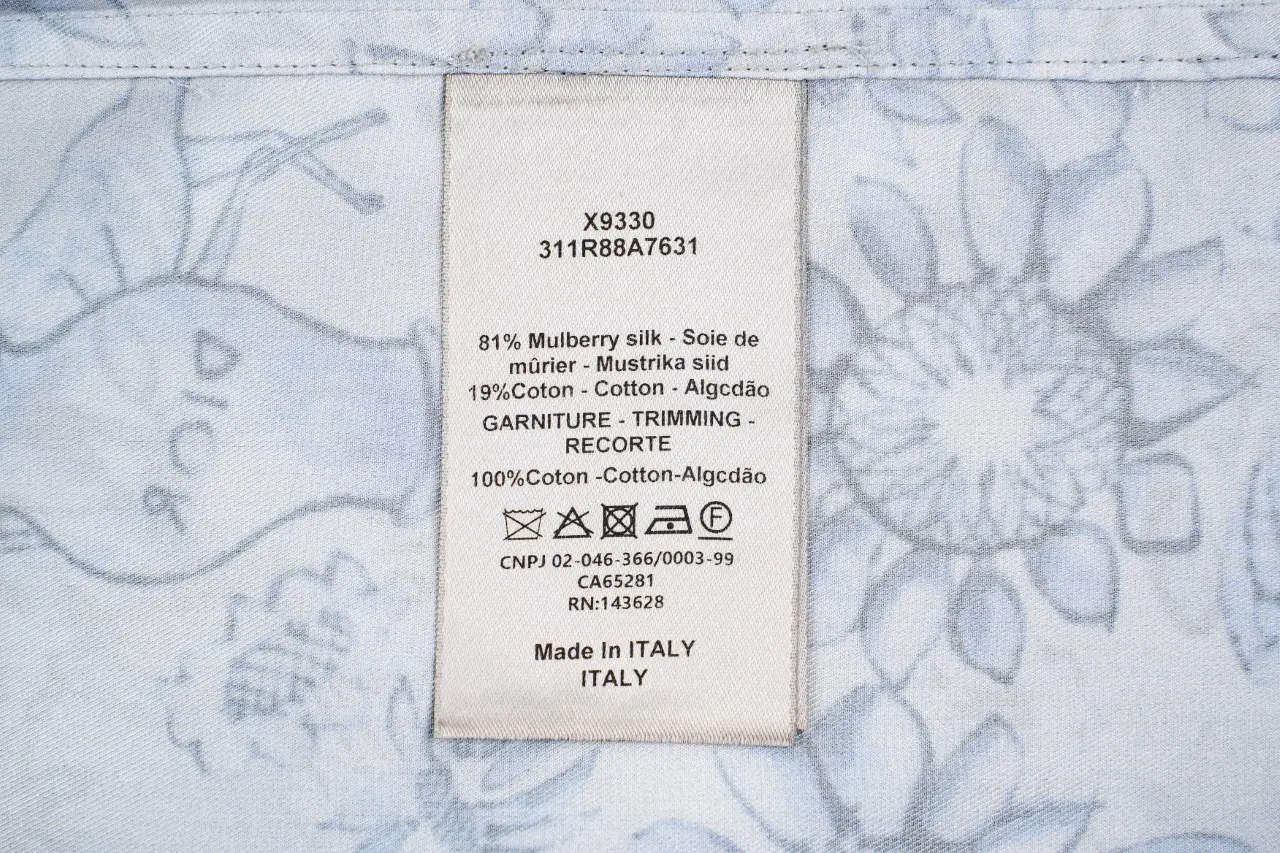 X9330
311R88A7631
81% Mulberry silk - Soie de
mûrier - Mustrika siid
19%Coton - Cotton - Algcdão
GARNITURE - TRIMMING -
RECORTE
100%Coton -Cotton-Algcdão
F
CNPJ 02-046-366/0003-99
CA65281
RN:143628
Made In ITALY
ITALY